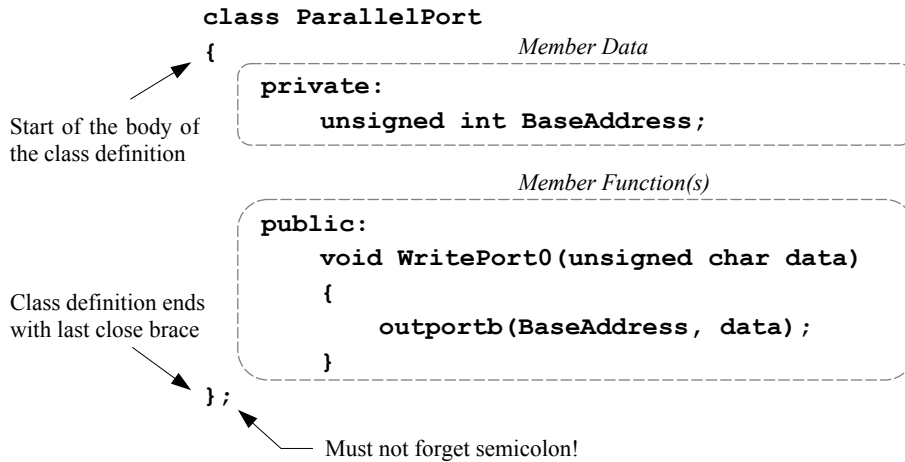 class ParallelPort
{
Member Data
private:
unsigned int BaseAddress;
Start of the body of
the class definition
Member Function(s)
public:
void WritePort0(unsigned char data)
{
outportb(BaseAddress, data);
}
Class definition ends
with last close brace
};
Must not forget semicolon!